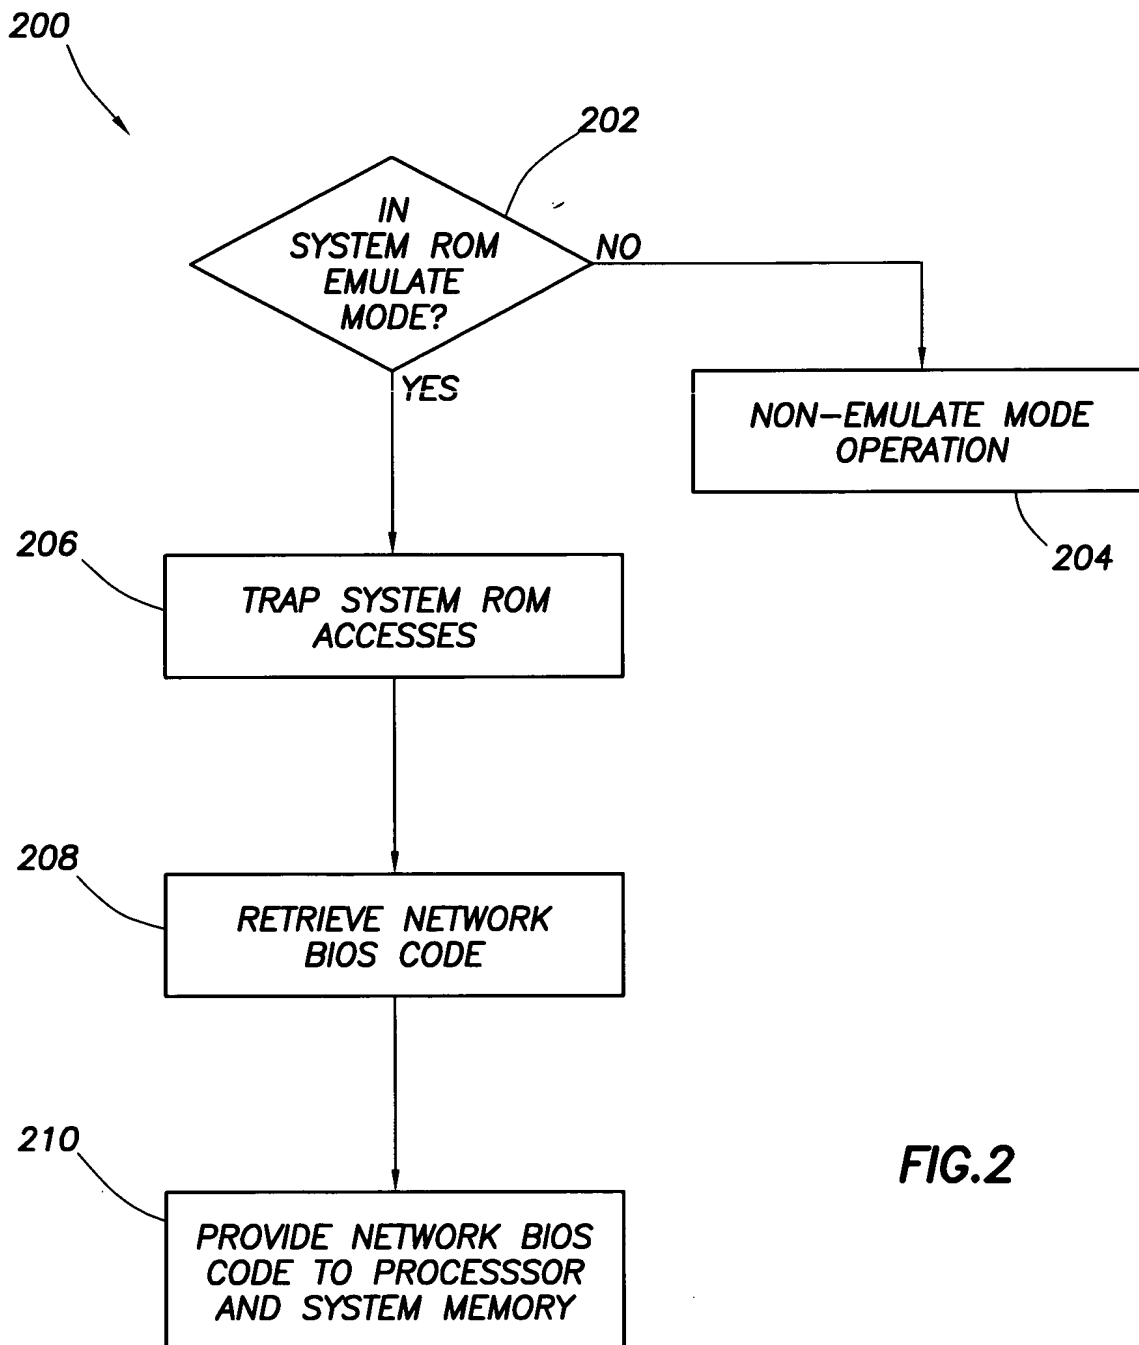 200
202
IN
SYSTEM ROM
EMULATE
MODE?
NO
YES
NON-EMULATE MODE
OPERATION
204
206
TRAP SYSTEM ROM
ACCESSES
208
RETRIEVE NETWORK
BIOS CODE
210
PROVIDE NETWORK BIOS
CODE TO PROCESSSOR
AND SYSTEM MEMORY
FIG.2